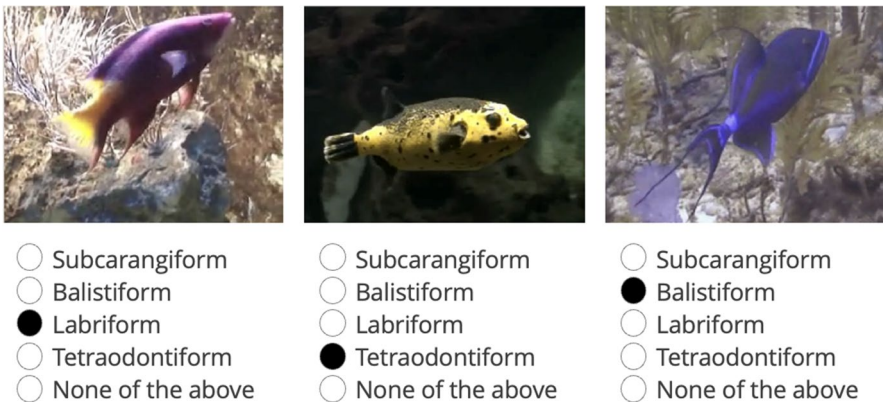 Subcarangiform
Balistiform
Labriform
Tetraodontiform
None of the above
Subcarangiform
Balistiform
Labriform
Tetraodontiform
None of the above
Subcarangiform
Balistiform
Labriform
Tetraodontiform
None of the above